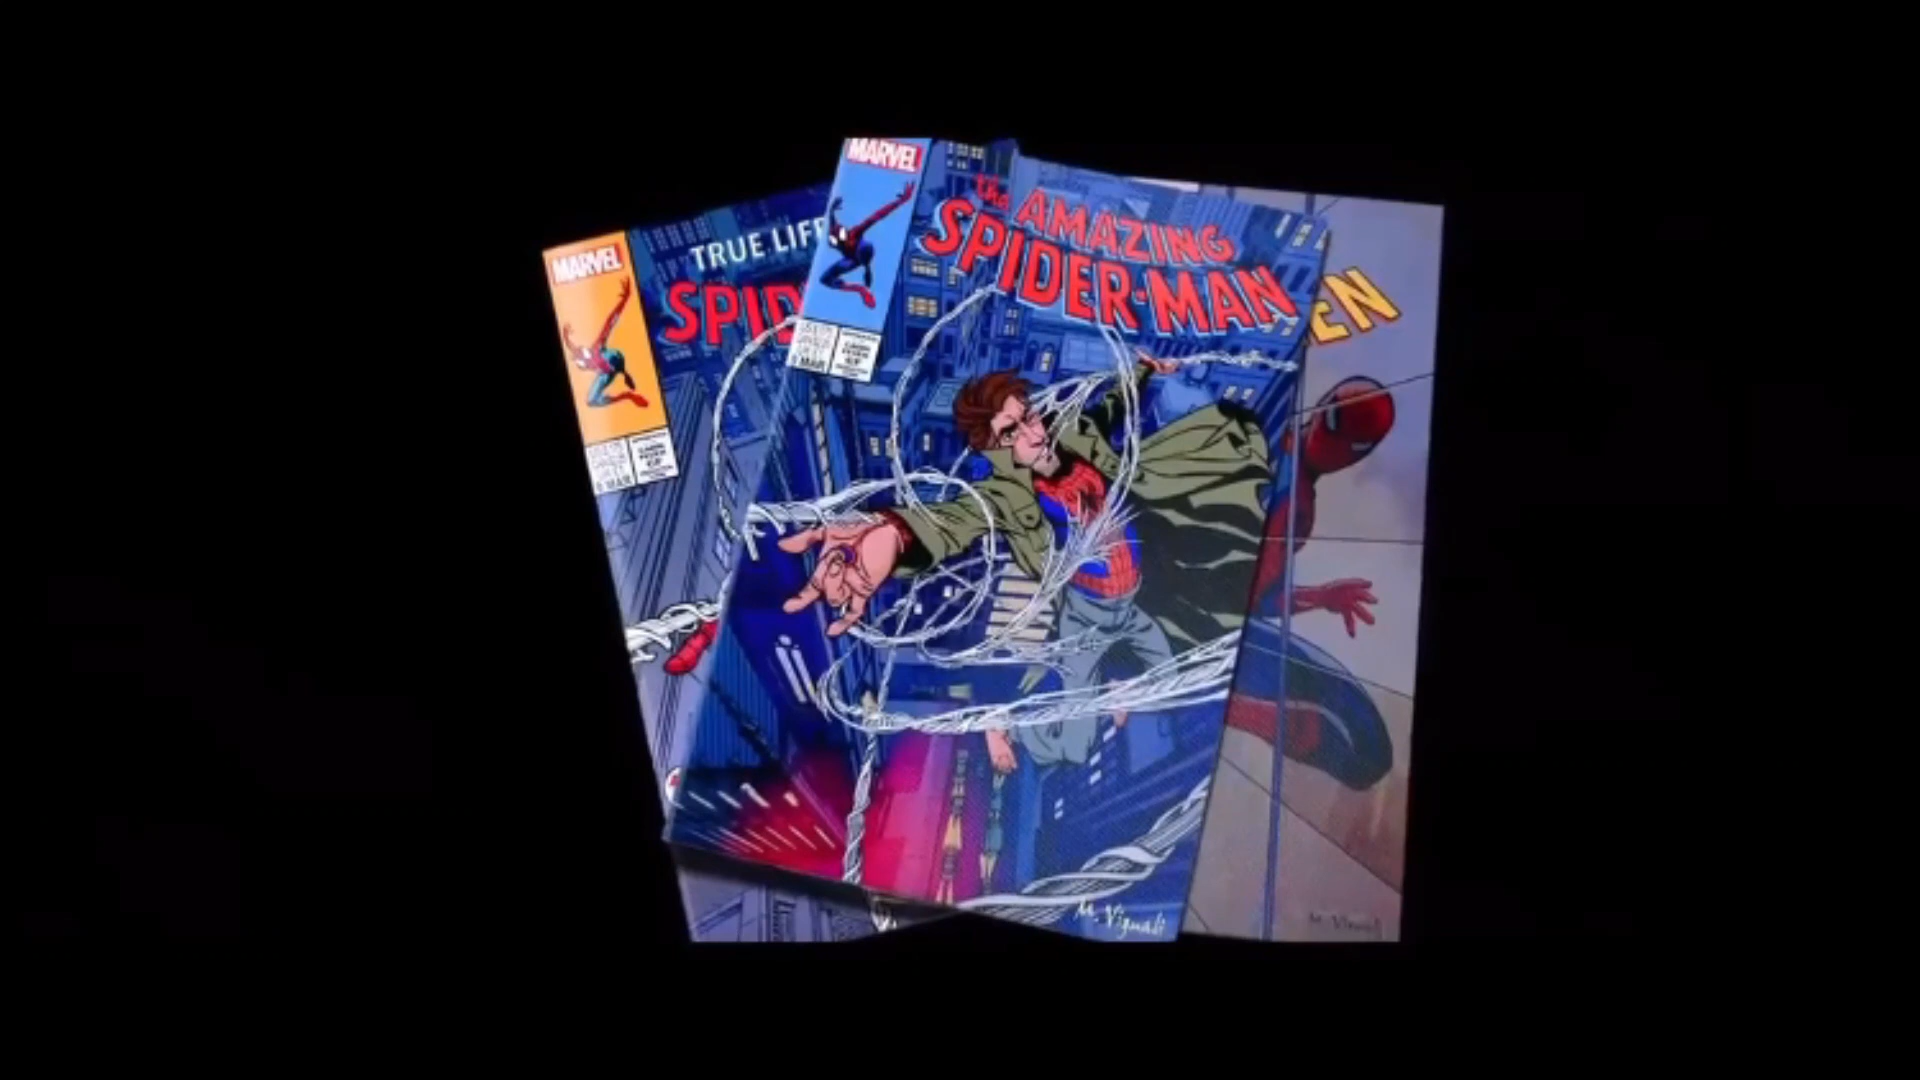 MARVEL
the AMAZING
SPIDER-MAN
M. Vignali
MARVEL
TRUE LIFE
SPID
EN